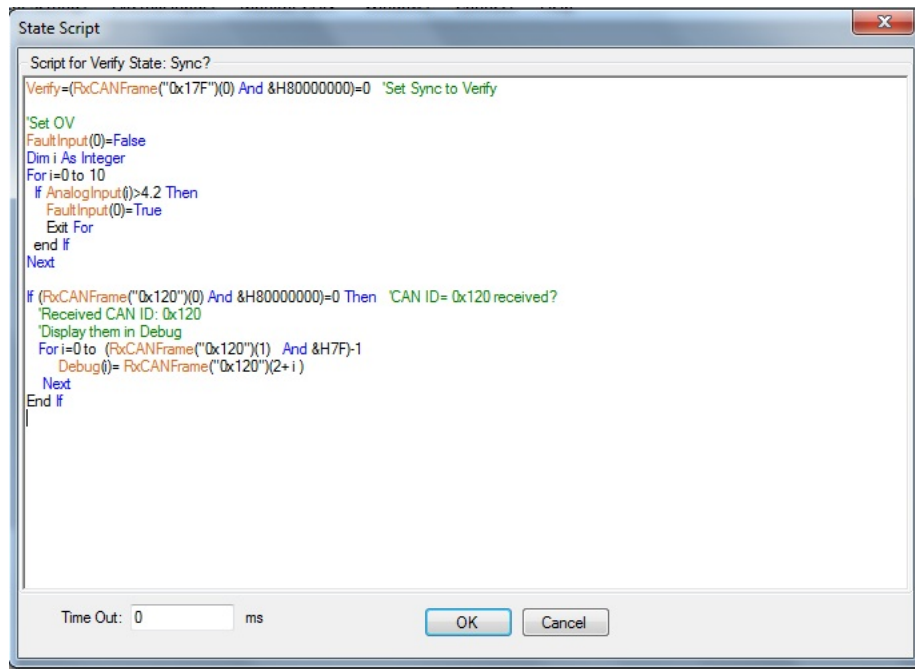 State Script
Script for Verify State: Sync?
Verify=(RxCANFrame("0x17F")(0) And &H80000000)=0   'Set Sync to Verify
'Set OV
FaultInput(0)=False
Dim i As Integer
For i=0 to 10
If AnalogInput(i)>4.2 Then
FaultInput(0)=True
Exit For
end If
Next
If (RxCANFrame("0x120")(0) And &H80000000)=0 Then   'CAN ID= 0x120 received?
'Received CAN ID: 0x120
'Display them in Debug
For i=0 to  (RxCANFrame("0x120")(1)   And &H7F)-1
Debug(i)= RxCANFrame("0x120")(2+ i )
Next
End If
Time Out: 0 ms OK Cancel